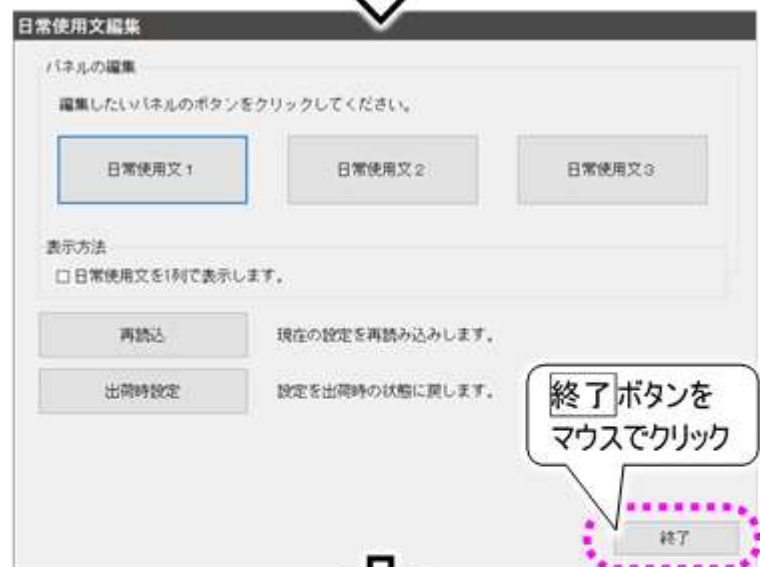 日常使用文編集
パネルの編集
編集したいパネルのボタンをクリックしてください。
日常使用文1
日常使用文2
日常使用文3
表示方法
日常使用文を1列で表示します。
再読込
現在の設定を再読み込みします。
出荷時設定
設定を出荷時の状態に戻します。
終了ボタンを
マウスでクリック
終了